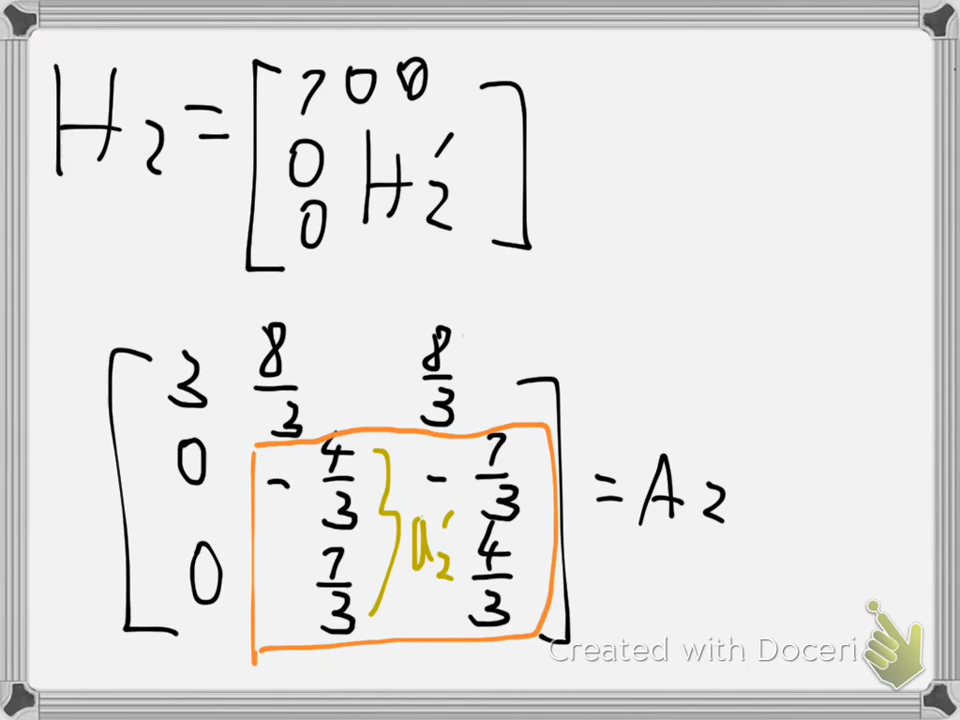 H₂ = [ 1 0 0
0 H₂′
0 ]
[ 3 8/3 8/3
0 -4/3 -7/3
0 7/3 4/3 ] = A₂
a₂′
Created with Doceri